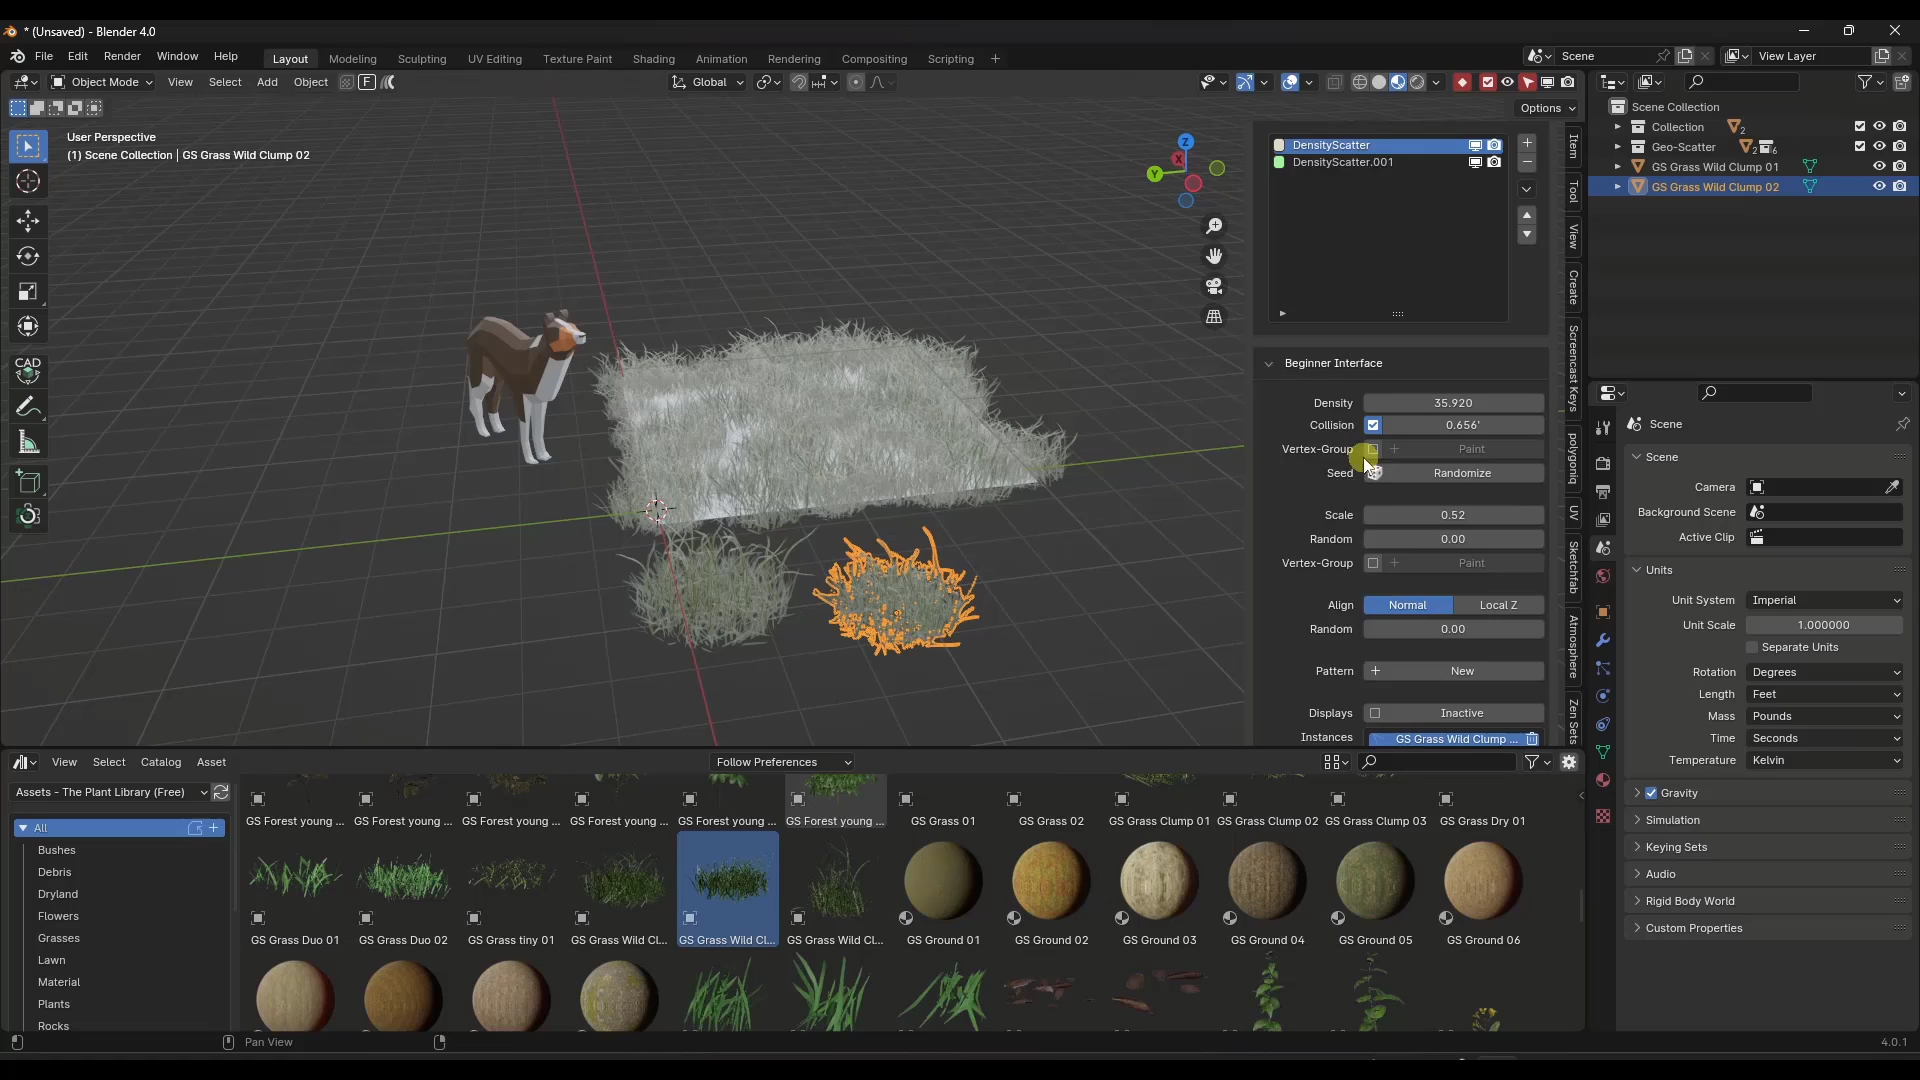 * (Unsaved) - Blender 4.0
File Edit Render Window Help
Layout Modeling Sculpting UV Editing Texture Paint Shading Animation Rendering Compositing Scripting +
Scene
View Layer
Object Mode View Select Add Object
Global
Options
User Perspective
(1) Scene Collection | GS Grass Wild Clump 02
Z
X
Y
CAD
DensityScatter
DensityScatter.001
Beginner Interface
Density 35.920
Collision 0.656'
Vertex-Group Paint
Seed Randomize
Scale 0.52
Random 0.00
Vertex-Group Paint
Align Normal Local Z
Random 0.00
Pattern New
Displays Inactive
Instances GS Grass Wild Clump ...
Item
Tool
View
Create
Screencast Keys
polygoniq
UV
Sketchfab
Atmosphere
Zen Sets
Scene Collection
Collection 2
Geo-Scatter 2 6
GS Grass Wild Clump 01
GS Grass Wild Clump 02
Scene
Scene
Camera
Background Scene
Active Clip
Units
Unit System Imperial
Unit Scale 1.000000
Separate Units
Rotation Degrees
Length Feet
Mass Pounds
Time Seconds
Temperature Kelvin
Gravity
Simulation
Keying Sets
Audio
Rigid Body World
Custom Properties
View Select Catalog Asset
Follow Preferences
Assets - The Plant Library (Free)
All
Bushes
Debris
Dryland
Flowers
Grasses
Lawn
Material
Plants
Rocks
GS Forest young ... GS Forest young ... GS Forest young ... GS Forest young ... GS Forest young ... GS Forest young ... GS Grass 01 GS Grass 02 GS Grass Clump 01 GS Grass Clump 02 GS Grass Clump 03 GS Grass Dry 01
GS Grass Duo 01 GS Grass Duo 02 GS Grass tiny 01 GS Grass Wild Cl... GS Grass Wild Cl... GS Grass Wild Cl... GS Ground 01 GS Ground 02 GS Ground 03 GS Ground 04 GS Ground 05 GS Ground 06
Pan View
4.0.1